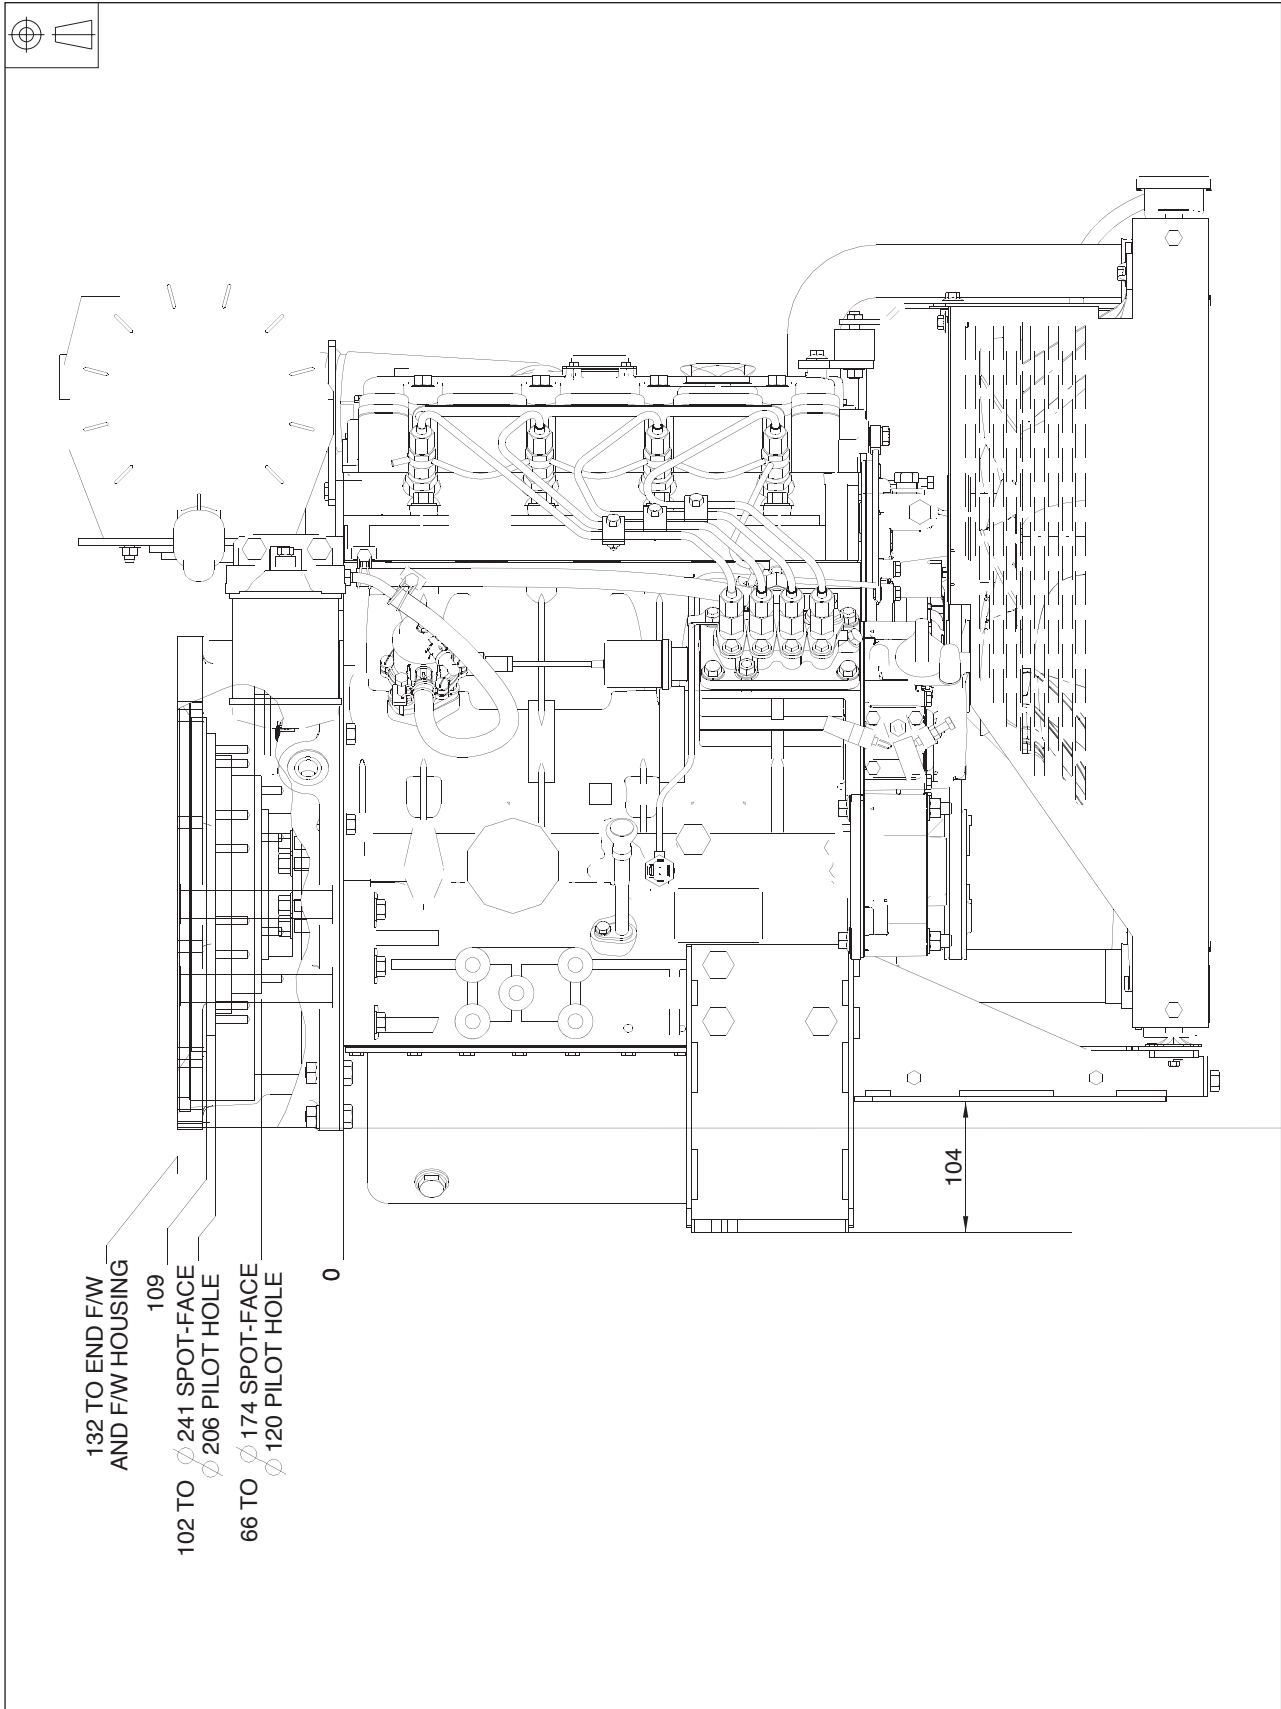 132 TO END F/W
AND F/W HOUSING
109
102 TO ∅ 241 SPOT-FACE
∅ 206 PILOT HOLE
66 TO ∅ 174 SPOT-FACE
∅ 120 PILOT HOLE
0
104